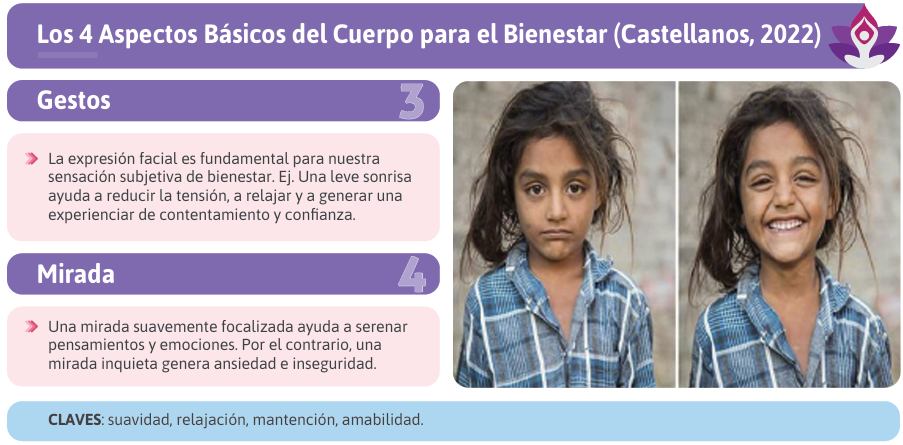 Los 4 Aspectos Básicos del Cuerpo para el Bienestar (Castellanos, 2022)
Gestos 3
La expresión facial es fundamental para nuestra
sensación subjetiva de bienestar. Ej. Una leve sonrisa
ayuda a reducir la tensión, a relajar y a generar una
experienciar de contentamiento y confianza.
Mirada 4
Una mirada suavemente focalizada ayuda a serenar
pensamientos y emociones. Por el contrario, una
mirada inquieta genera ansiedad e inseguridad.
CLAVES: suavidad, relajación, mantención, amabilidad.